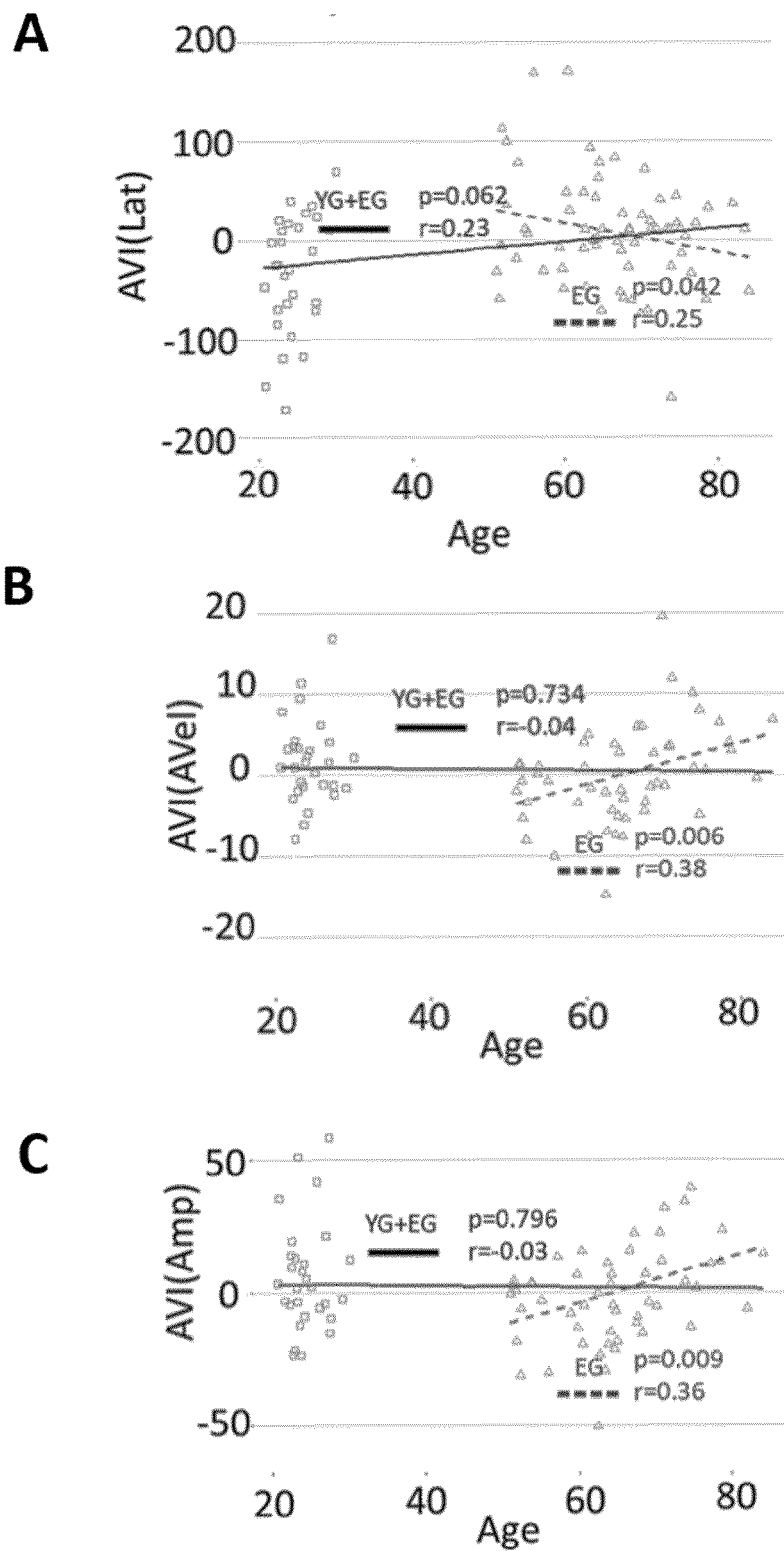 A
200
100
0
-100
-200
AVI(Lat)
YG+EG p=0.062
r=0.23
EG p=0.042
r=0.25
20 40 60 80
Age
B
20
10
0
-10
-20
AVI(AVel)
YG+EG p=0.734
r=-0.04
EG p=0.006
r=0.38
20 40 60 80
Age
C
50
0
-50
AVI(Amp)
YG+EG p=0.796
r=-0.03
EG p=0.009
r=0.36
20 40 60 80
Age